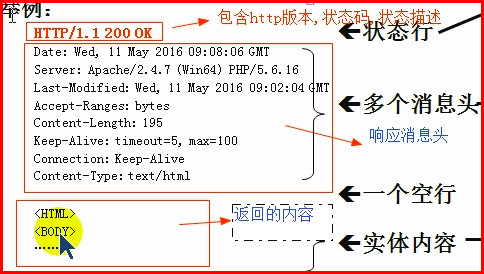 举例：
包含http版本,状态码,状态描述
HTTP/1.1 200 OK
状态行
Date: Wed, 11 May 2016 09:08:06 GMT
Server: Apache/2.4.7 (Win64) PHP/5.6.16
Last-Modified: Wed, 11 May 2016 09:02:04 GMT
Accept-Ranges: bytes
多个消息头
Content-Length: 195
响应消息头
Keep-Alive: timeout=5, max=100
Connection: Keep-Alive
Content-Type: text/html
一个空行
<HTML>
返回的内容
<BODY>
实体内容
……